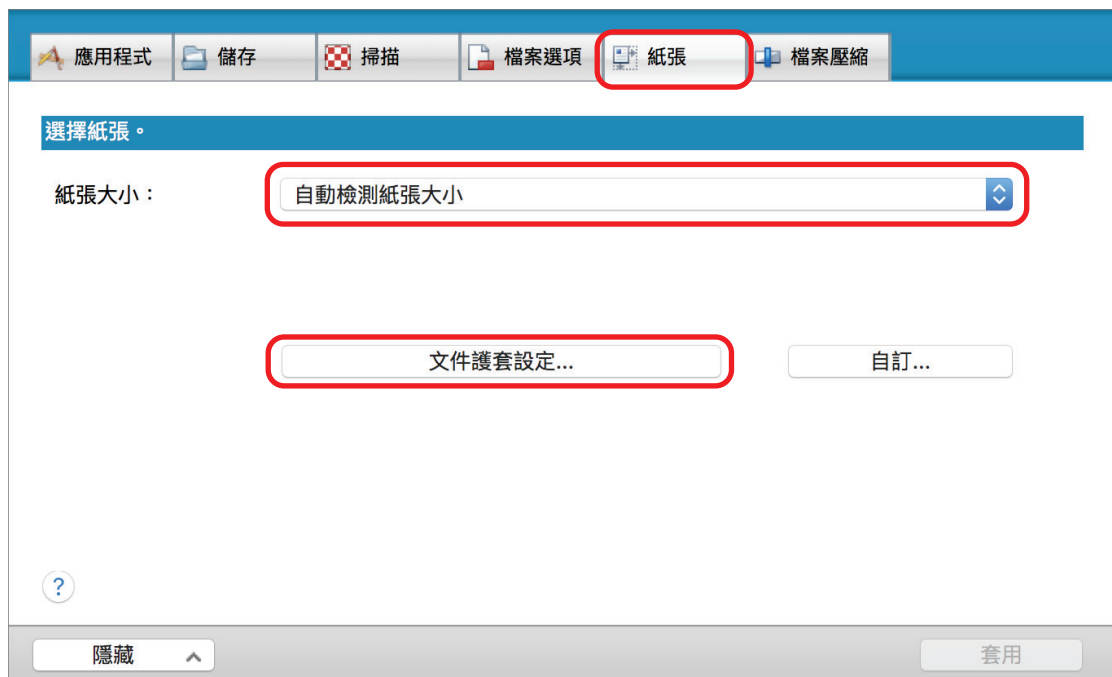 應用程式 儲存 掃描 檔案選項 紙張 檔案壓縮
選擇紙張。
紙張大小： 自動檢測紙張大小
文件護套設定... 自訂...
?
隱藏 套用